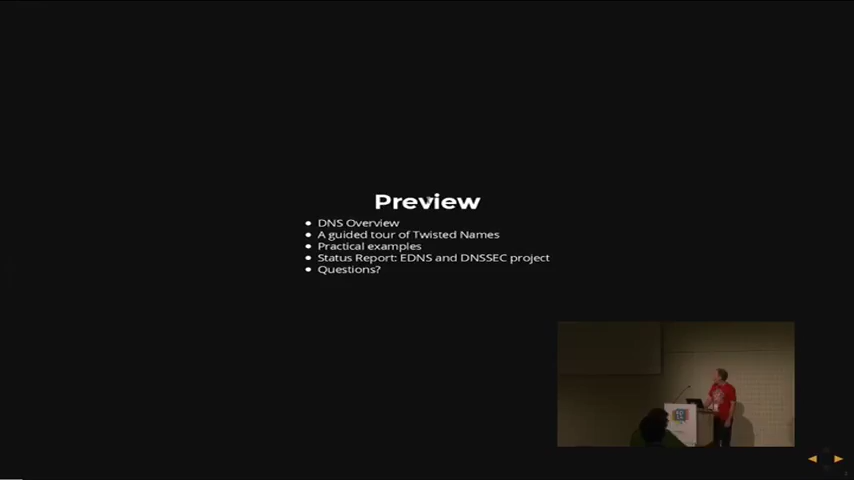 Preview
DNS Overview
A guided tour of Twisted Names
Practical examples
Status Report: EDNS and DNSSEC project
Questions?